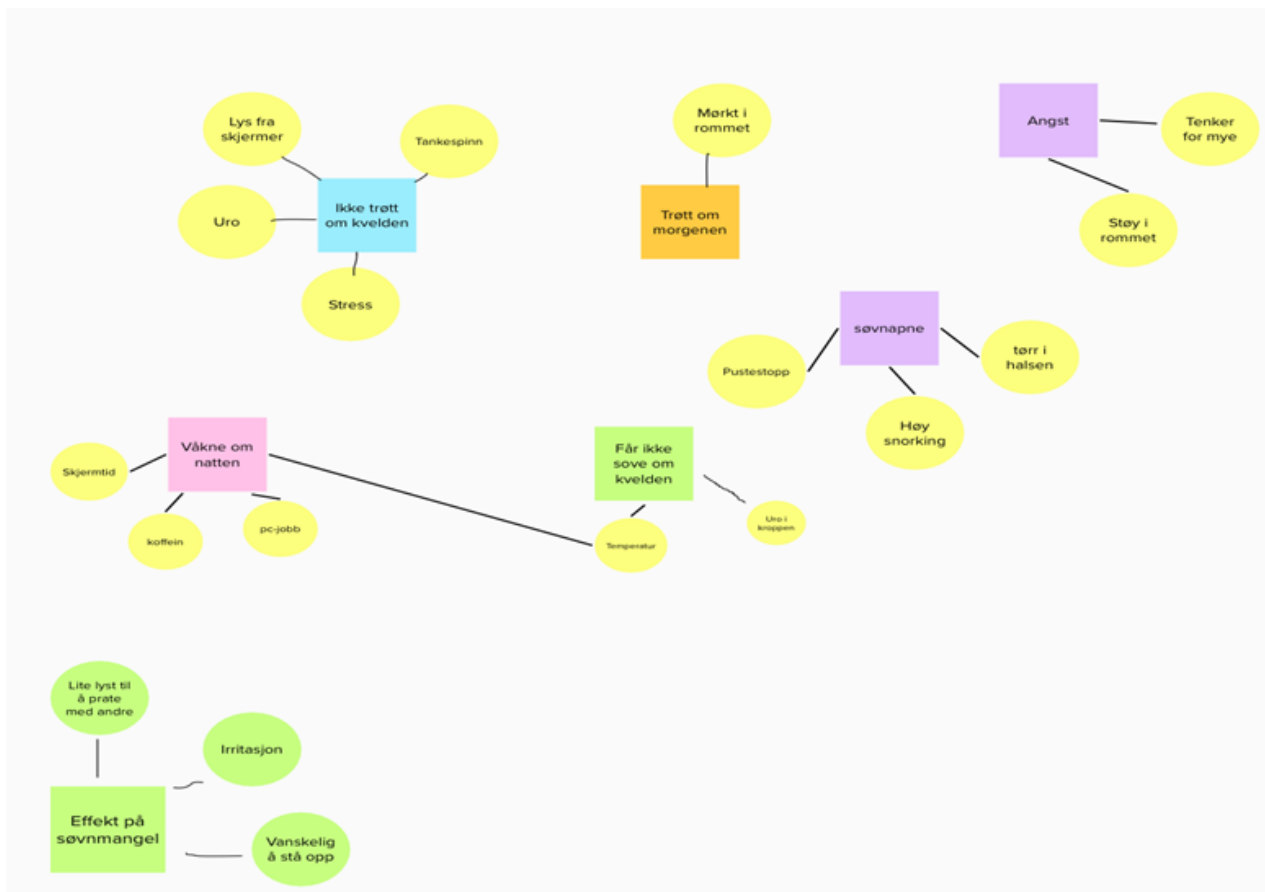 Lys fra
skjermer
Tankespinn
Uro
Ikke trøtt
om kvelden
Stress
Mørkt i
rommet
Trøtt om
morgenen
Angst
Tenker
for mye
Støy i
rommet
søvnapne
Pustestopp
tørr i
halsen
Høy
snorking
Våkne om
natten
Skjermtid
koffein
pc-jobb
Får ikke
sove om
kvelden
Temperatur
Uro i
kroppen
Lite lyst til
å prate
med andre
Irritasjon
Effekt på
søvnmangel
Vanskelig
å stå opp